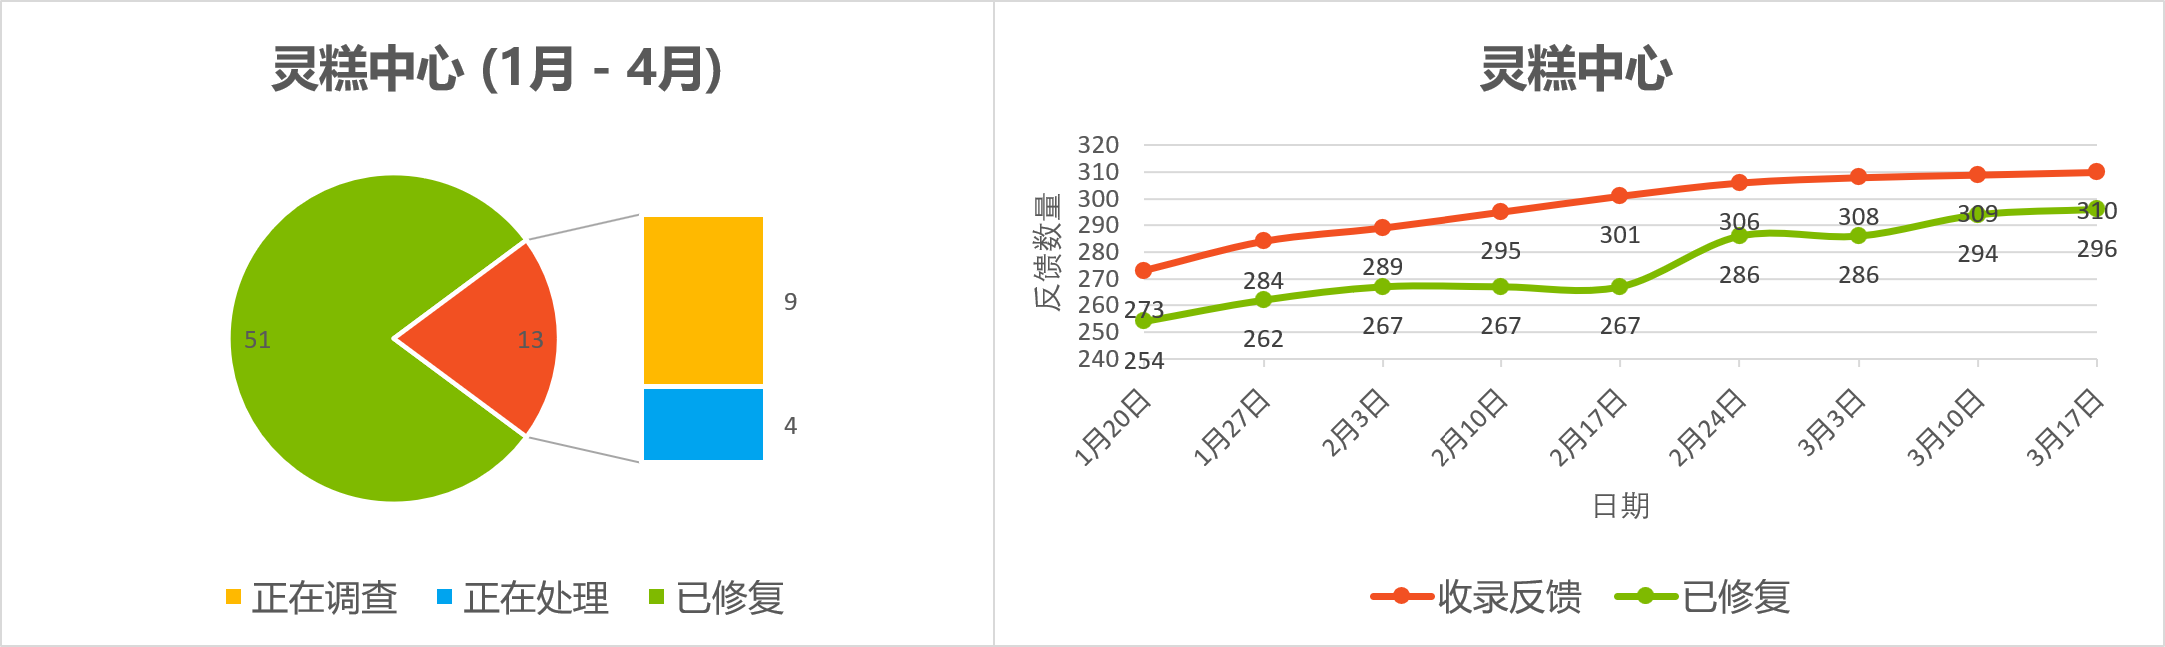 灵糕中心 (1月 - 4月)
51
13
9
4
正在调查 正在处理 已修复
灵糕中心
反馈数量
320
310
300
290
280
270
260
250
240
273 284 289 295 301 306 308 309 310
254 262 267 267 267 286 286 294 296
1月20日 1月27日 2月3日 2月10日 2月17日 2月24日 3月3日 3月10日 3月17日
日期
收录反馈 已修复